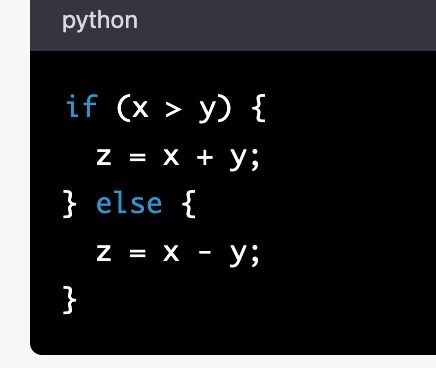 python
if (x > y) {
  z = x + y;
} else {
  z = x - y;
}